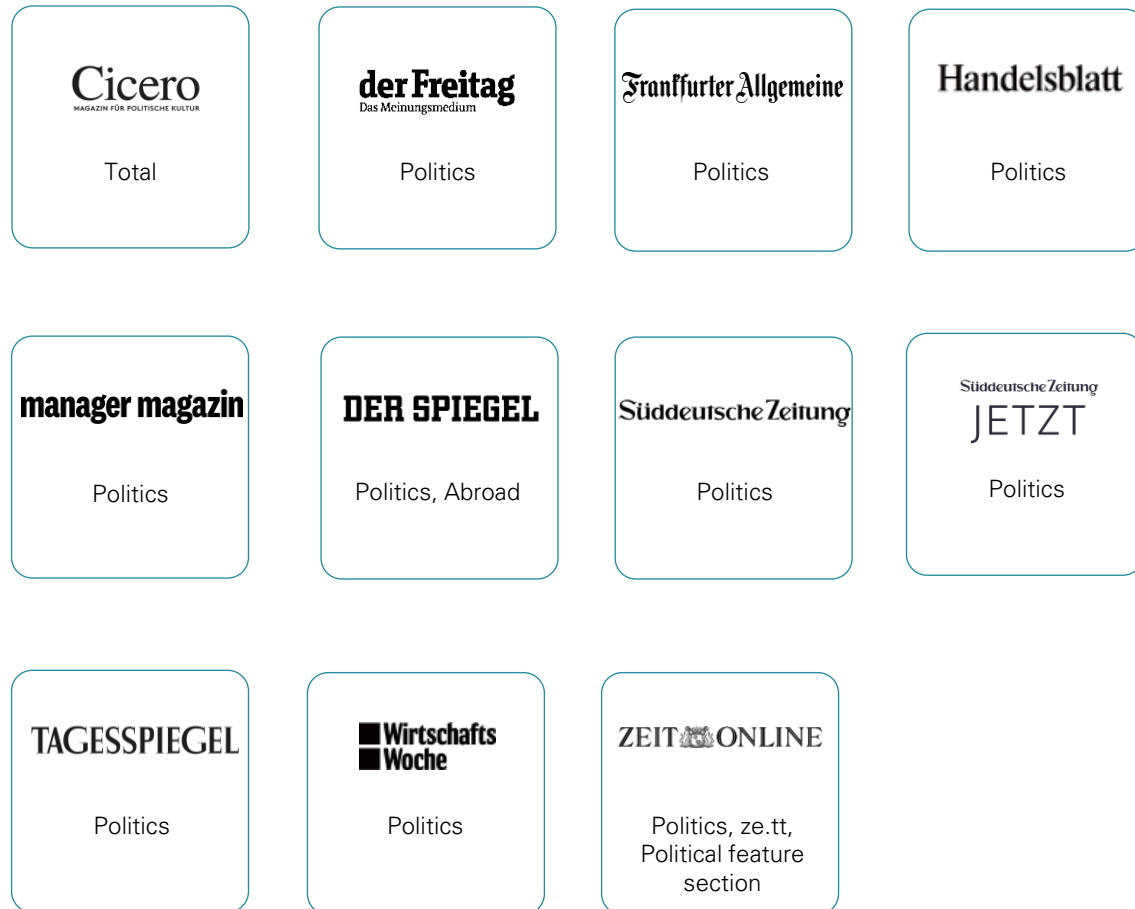 Cicero
MAGAZIN FÜR POLITISCHE KULTUR
Total
der Freitag
Das Meinungsmedium
Politics
Frankfurter Allgemeine
Politics
Handelsblatt
Politics
manager magazin
Politics
DER SPIEGEL
Politics, Abroad
Süddeutsche Zeitung
Politics
Süddeutsche Zeitung
JETZT
Politics
TAGESSPIEGEL
Politics
Wirtschafts
Woche
Politics
ZEIT ONLINE
Politics, ze.tt,
Political feature
section